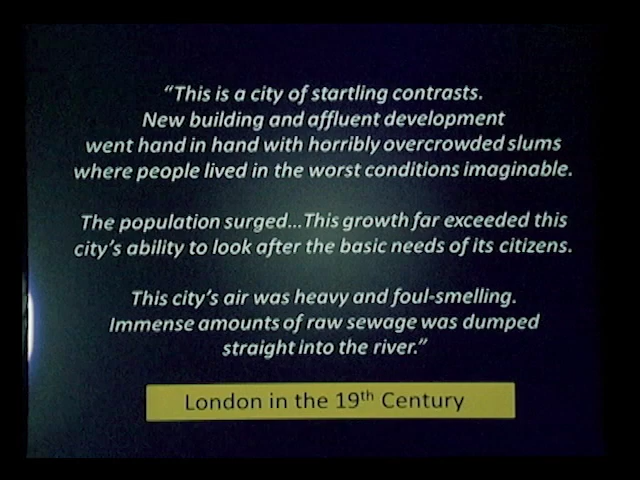 “This is a city of startling contrasts.
New building and affluent development
went hand in hand with horribly overcrowded slums
where people lived in the worst conditions imaginable.
The population surged...This growth far exceeded this
city’s ability to look after the basic needs of its citizens.
This city’s air was heavy and foul-smelling.
Immense amounts of raw sewage was dumped
straight into the river.”
London in the 19th Century